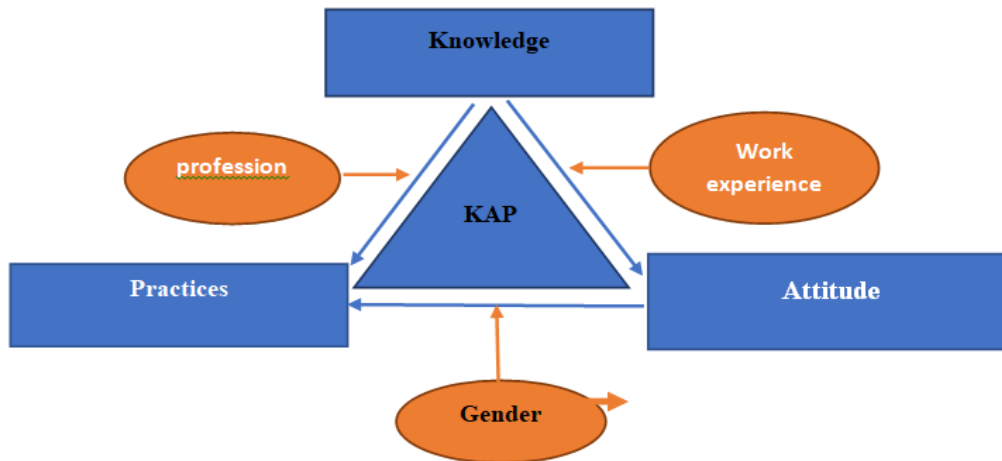 Knowledge
profession
Work
experience
KAP
Practices
Attitude
Gender